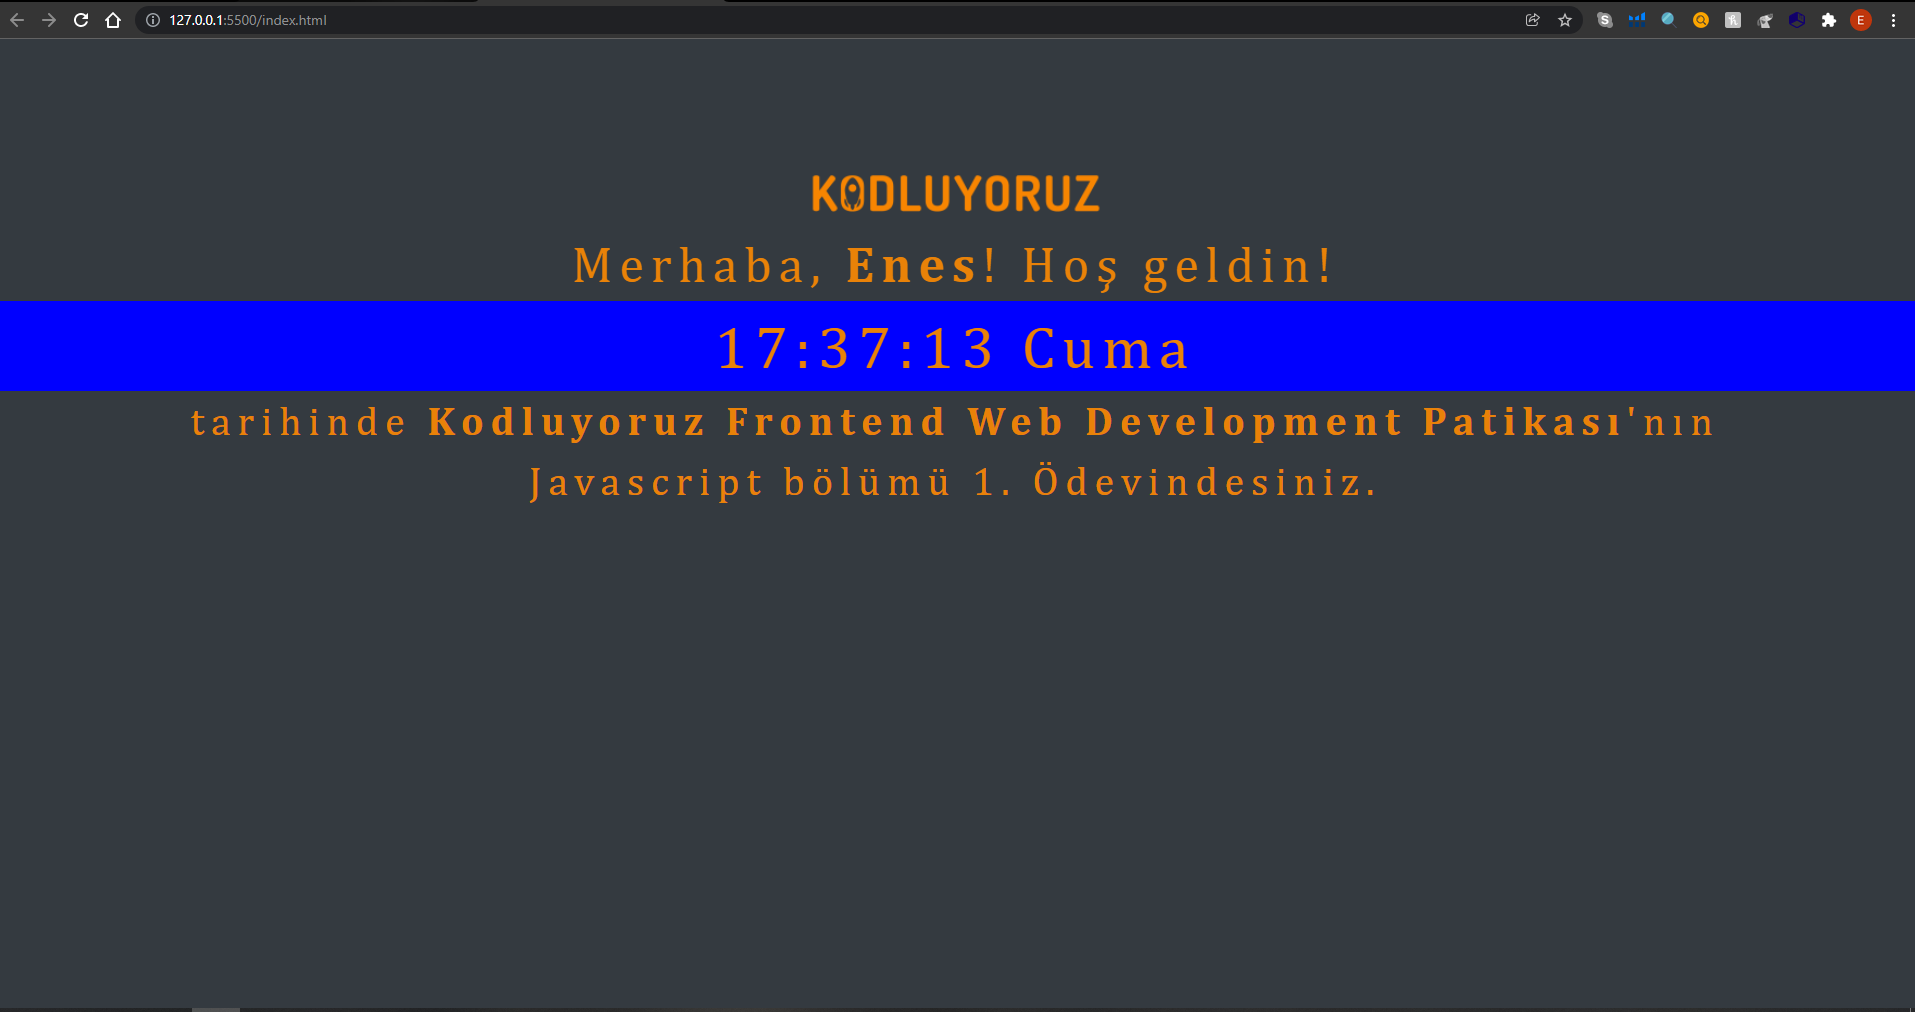 127.0.0.1:5500/index.html
S
E
KODLUYORUZ
Merhaba, Enes! Hoş geldin!
17:37:13 Cuma
tarihinde Kodluyoruz Frontend Web Development Patikası'nın
Javascript bölümü 1. Ödevindesiniz.